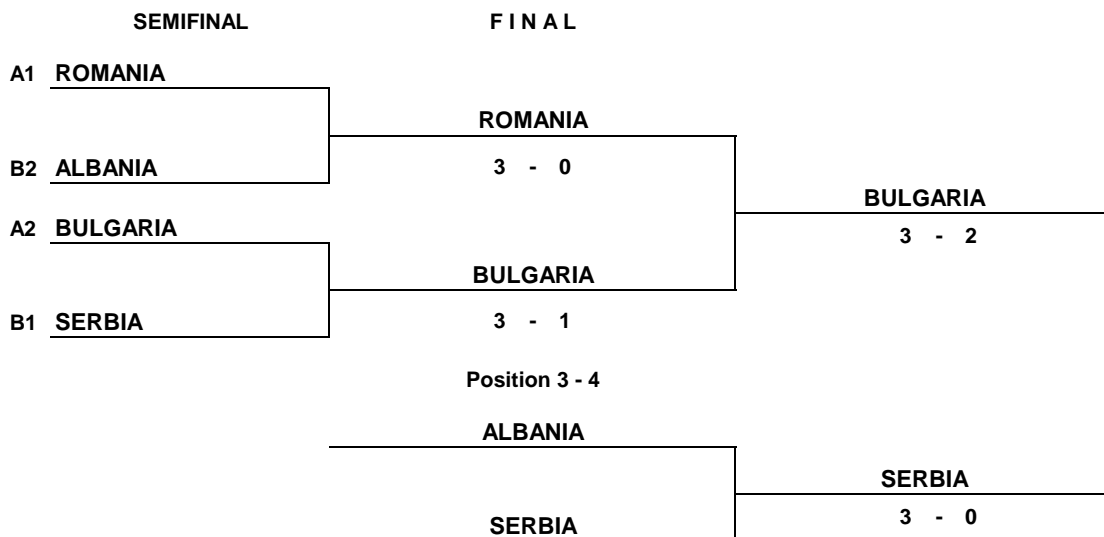 SEMIFINAL F I N A L
A1 ROMANIA
ROMANIA
B2 ALBANIA 3 - 0
BULGARIA
A2 BULGARIA
3 - 2
BULGARIA
B1 SERBIA 3 - 1
Position 3 - 4
ALBANIA
SERBIA
3 - 0
SERBIA